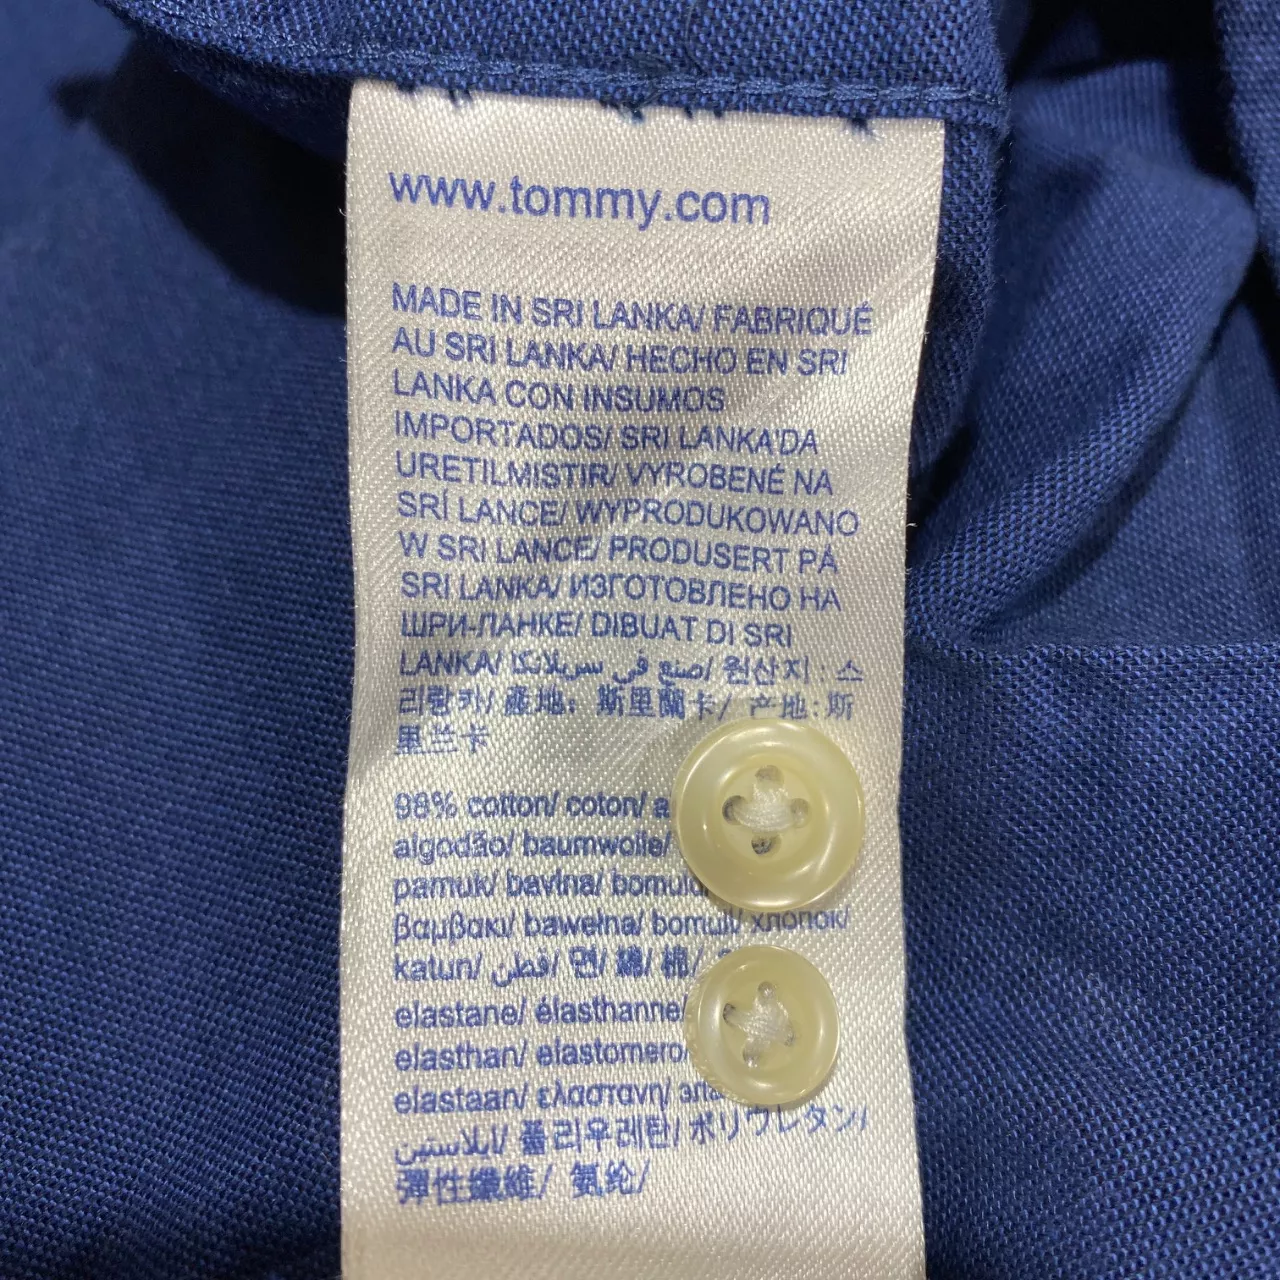 www.tommy.com
MADE IN SRI LANKA/ FABRIQUÉ
AU SRI LANKA/ HECHO EN SRI
LANKA CON INSUMOS
IMPORTADOS/ SRI LANKA'DA
URETILMISTIR/ VYROBENÉ NA
SRÍ LANCE/ WYPRODUKOWANO
W SRI LANCE/ PRODUSERT PÅ
SRI LANKA/ ИЗГОТОВЛЕНО НА
ШРИ-ЛАНКЕ/ DIBUAT DI SRI
LANKA/ صنع في سريلانكا/ 원산지 : 스
리랑카/ 產地: 斯里蘭卡/ 产地: 斯
里兰卡
98% cotton/ coton/
algodão/ baumwolle/
pamuk/ bavlna/
βαμβακι/ bawełna/ bomull/ хлопок/
katun/ قطن/ 면/ 綿/ 棉/
elastane/ élasthanne/
elasthan/ elastomero/
elastaan/ ελαστανη/
ايلاستين/ 폴리우레탄/ ポリウレタン/
彈性纖維/ 氨纶/